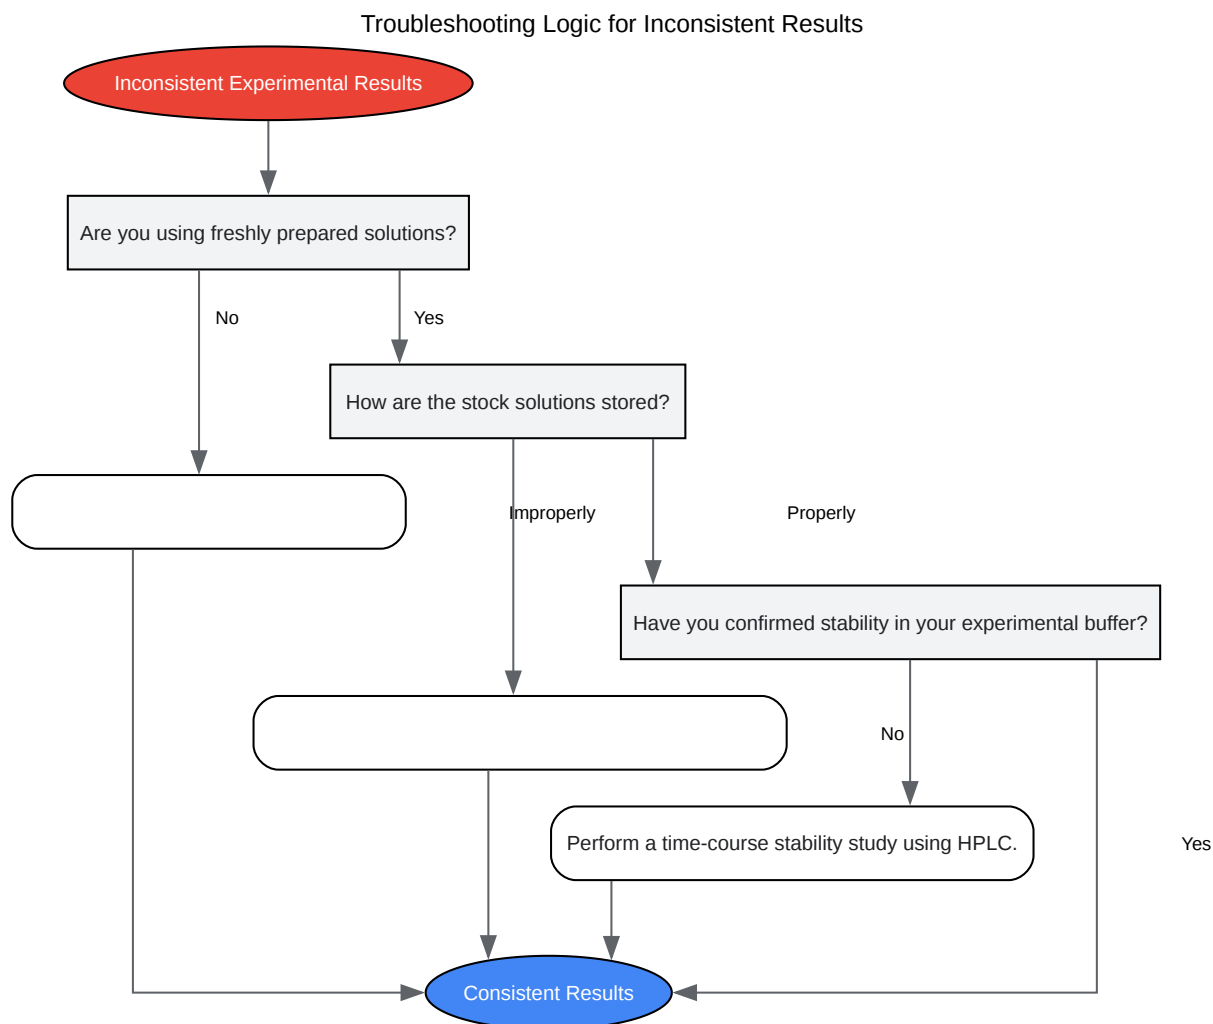 Troubleshooting Logic for Inconsistent Results
Inconsistent Experimental Results
Are you using freshly prepared solutions?
No
Yes
How are the stock solutions stored?
Improperly
Properly
Have you confirmed stability in your experimental buffer?
No
Perform a time-course stability study using HPLC.
Yes
Consistent Results